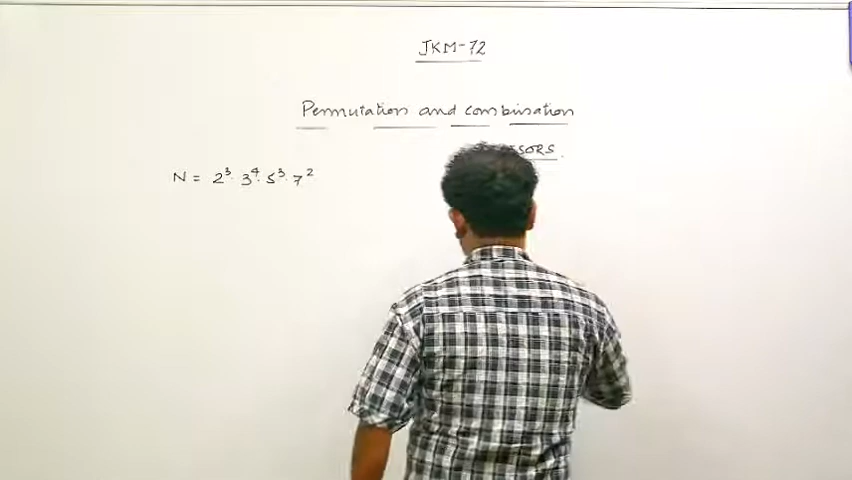 JKM-72
Permutation and combination
N = 2³· 3⁴· 5³· 7²